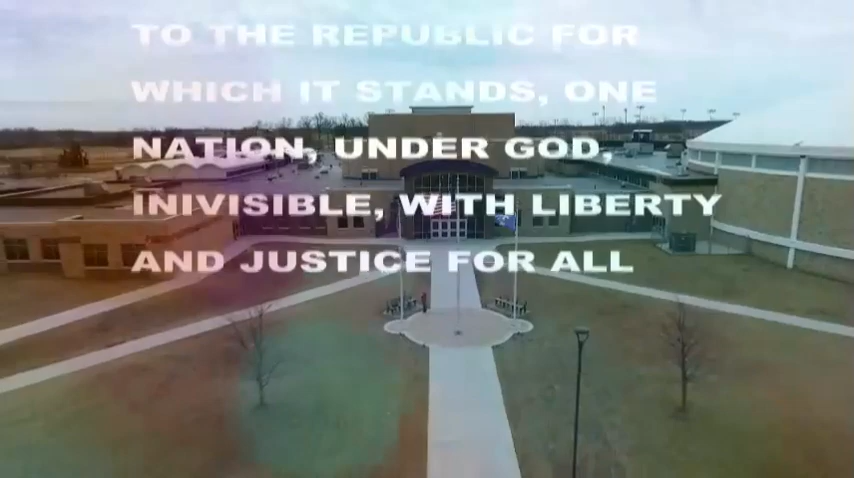 TO THE REPUBLIC FOR
WHICH IT STANDS, ONE
NATION, UNDER GOD,
INIVISIBLE, WITH LIBERTY
AND JUSTICE FOR ALL